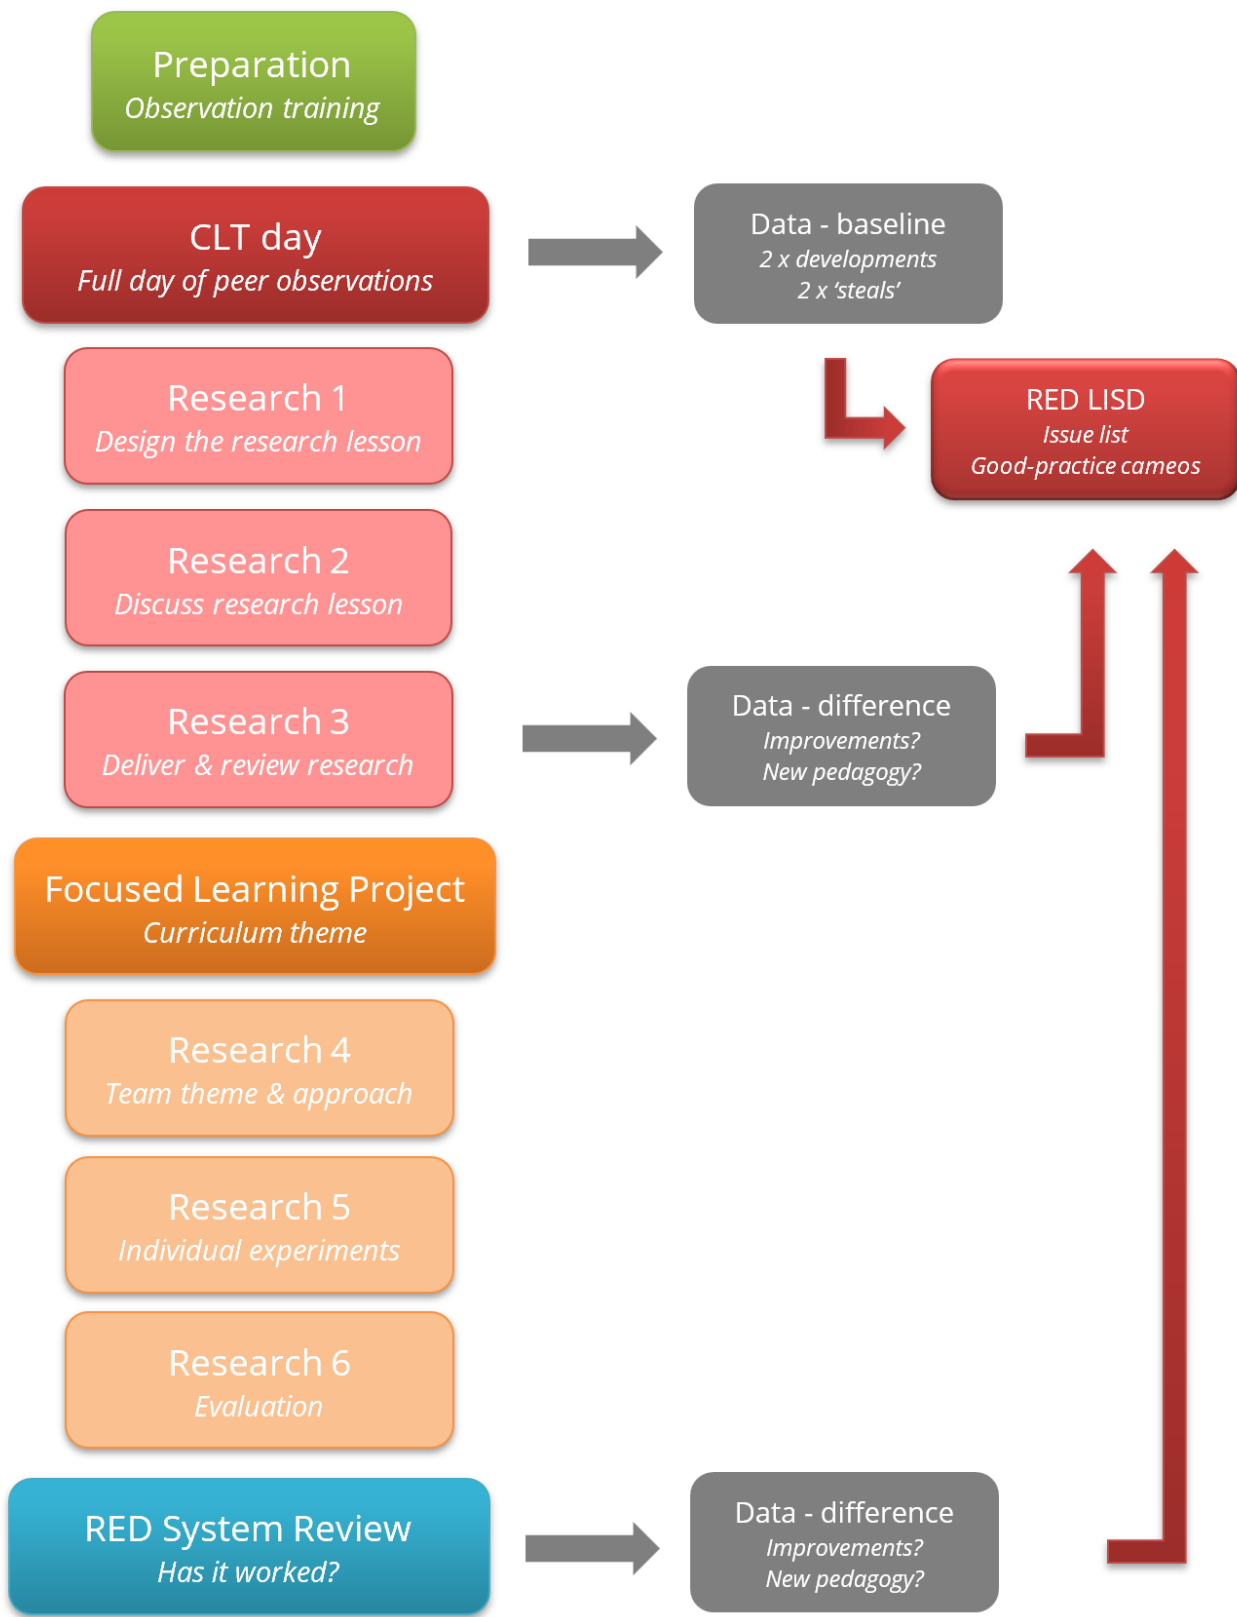 Preparation
Observation training
CLT day
Full day of peer observations
Data - baseline
2 x developments
2 x ‘steals’
Research 1
Design the research lesson
RED LISD
Issue list
Good-practice cameos
Research 2
Discuss research lesson
Research 3
Deliver & review research
Data - difference
Improvements?
New pedagogy?
Focused Learning Project
Curriculum theme
Research 4
Team theme & approach
Research 5
Individual experiments
Research 6
Evaluation
RED System Review
Has it worked?
Data - difference
Improvements?
New pedagogy?